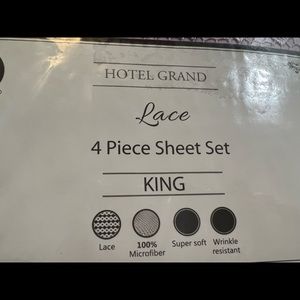 HOTEL GRAND
Lace
4 Piece Sheet Set
KING
Lace
100%
Microfiber
Super soft
Wrinkle
resistant